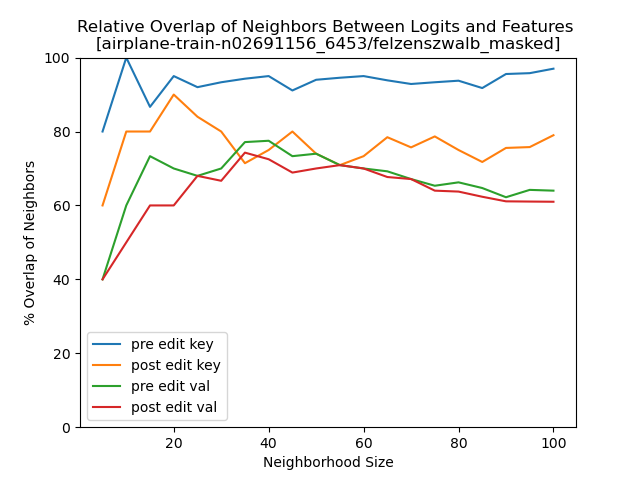 Relative Overlap of Neighbors Between Logits and Features
[airplane-train-n02691156_6453/felzenszwalb_masked]
% Overlap of Neighbors
100
80
60
40
20
0
pre edit key
post edit key
pre edit val
post edit val
20 40 60 80 100
Neighborhood Size